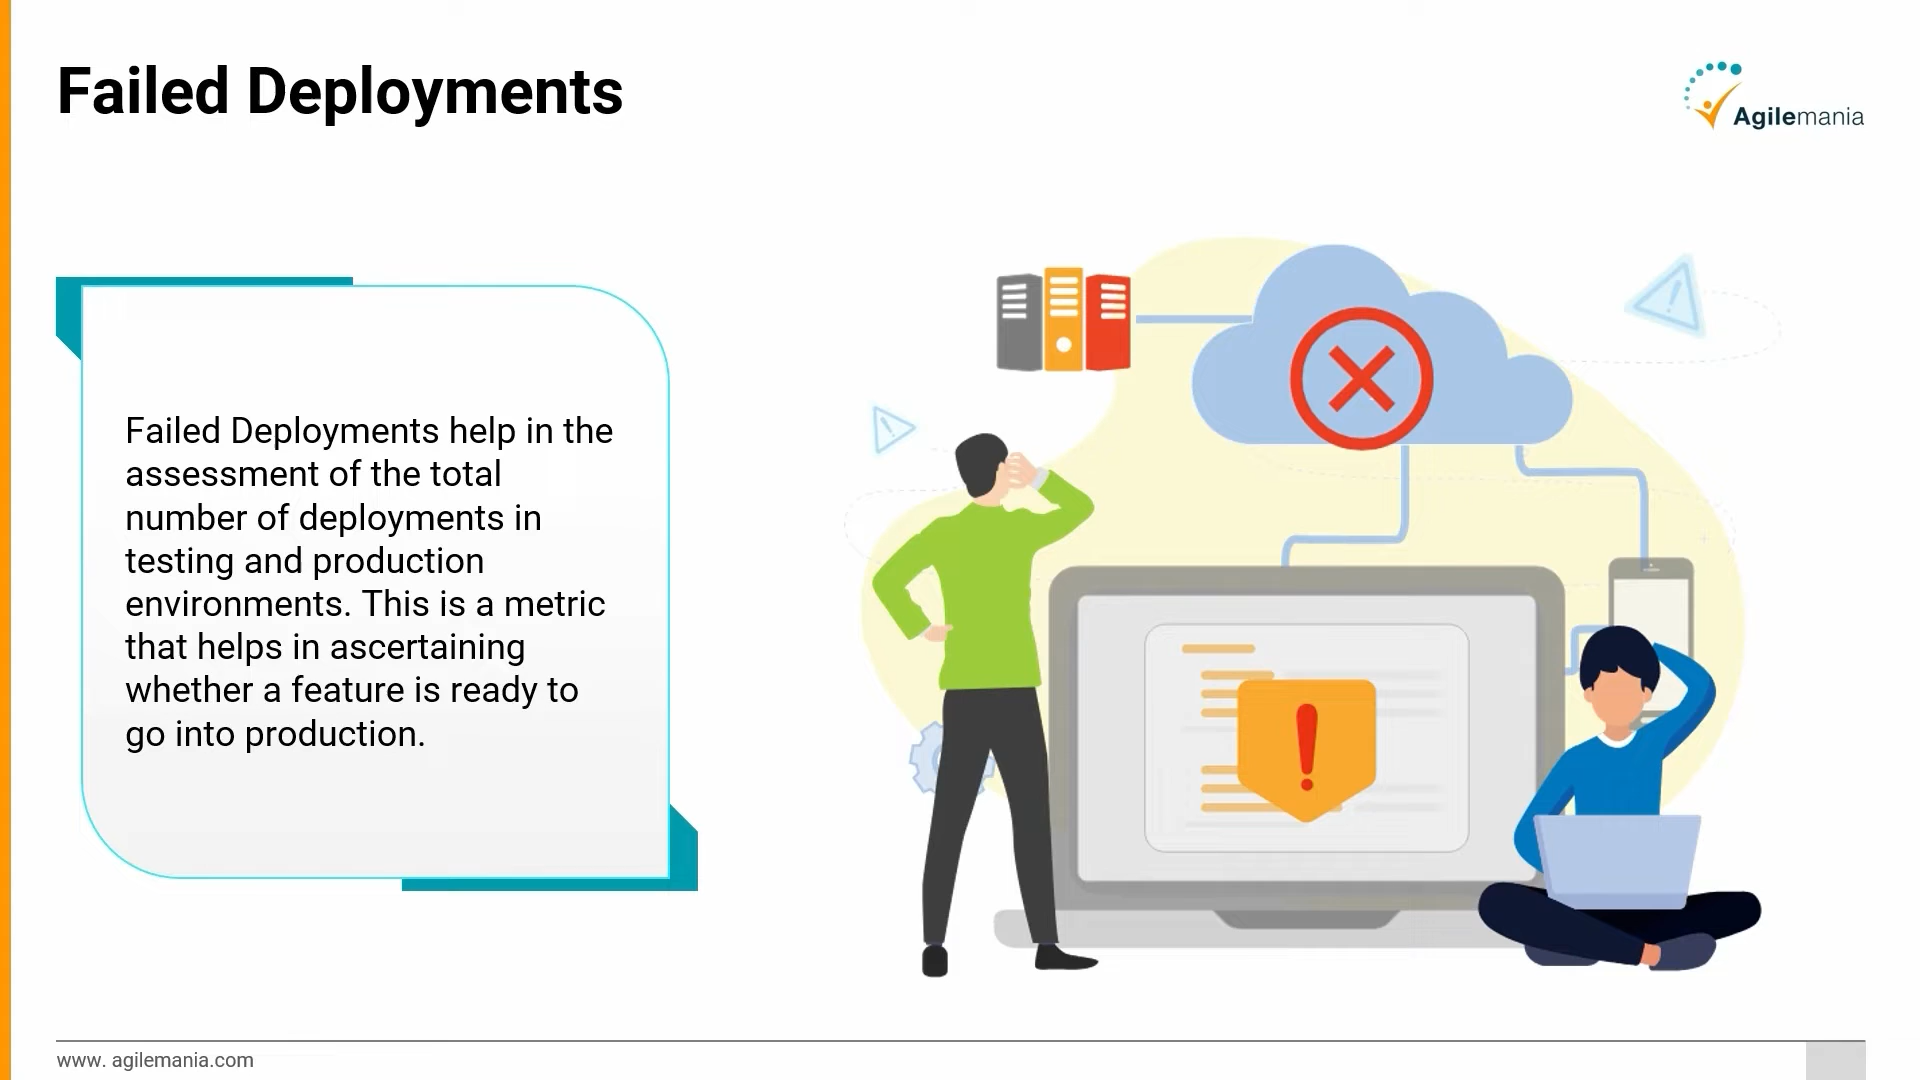 Failed Deployments
Agilemania
Failed Deployments help in the
assessment of the total
number of deployments in
testing and production
environments. This is a metric
that helps in ascertaining
whether a feature is ready to
go into production.
www. agilemania.com